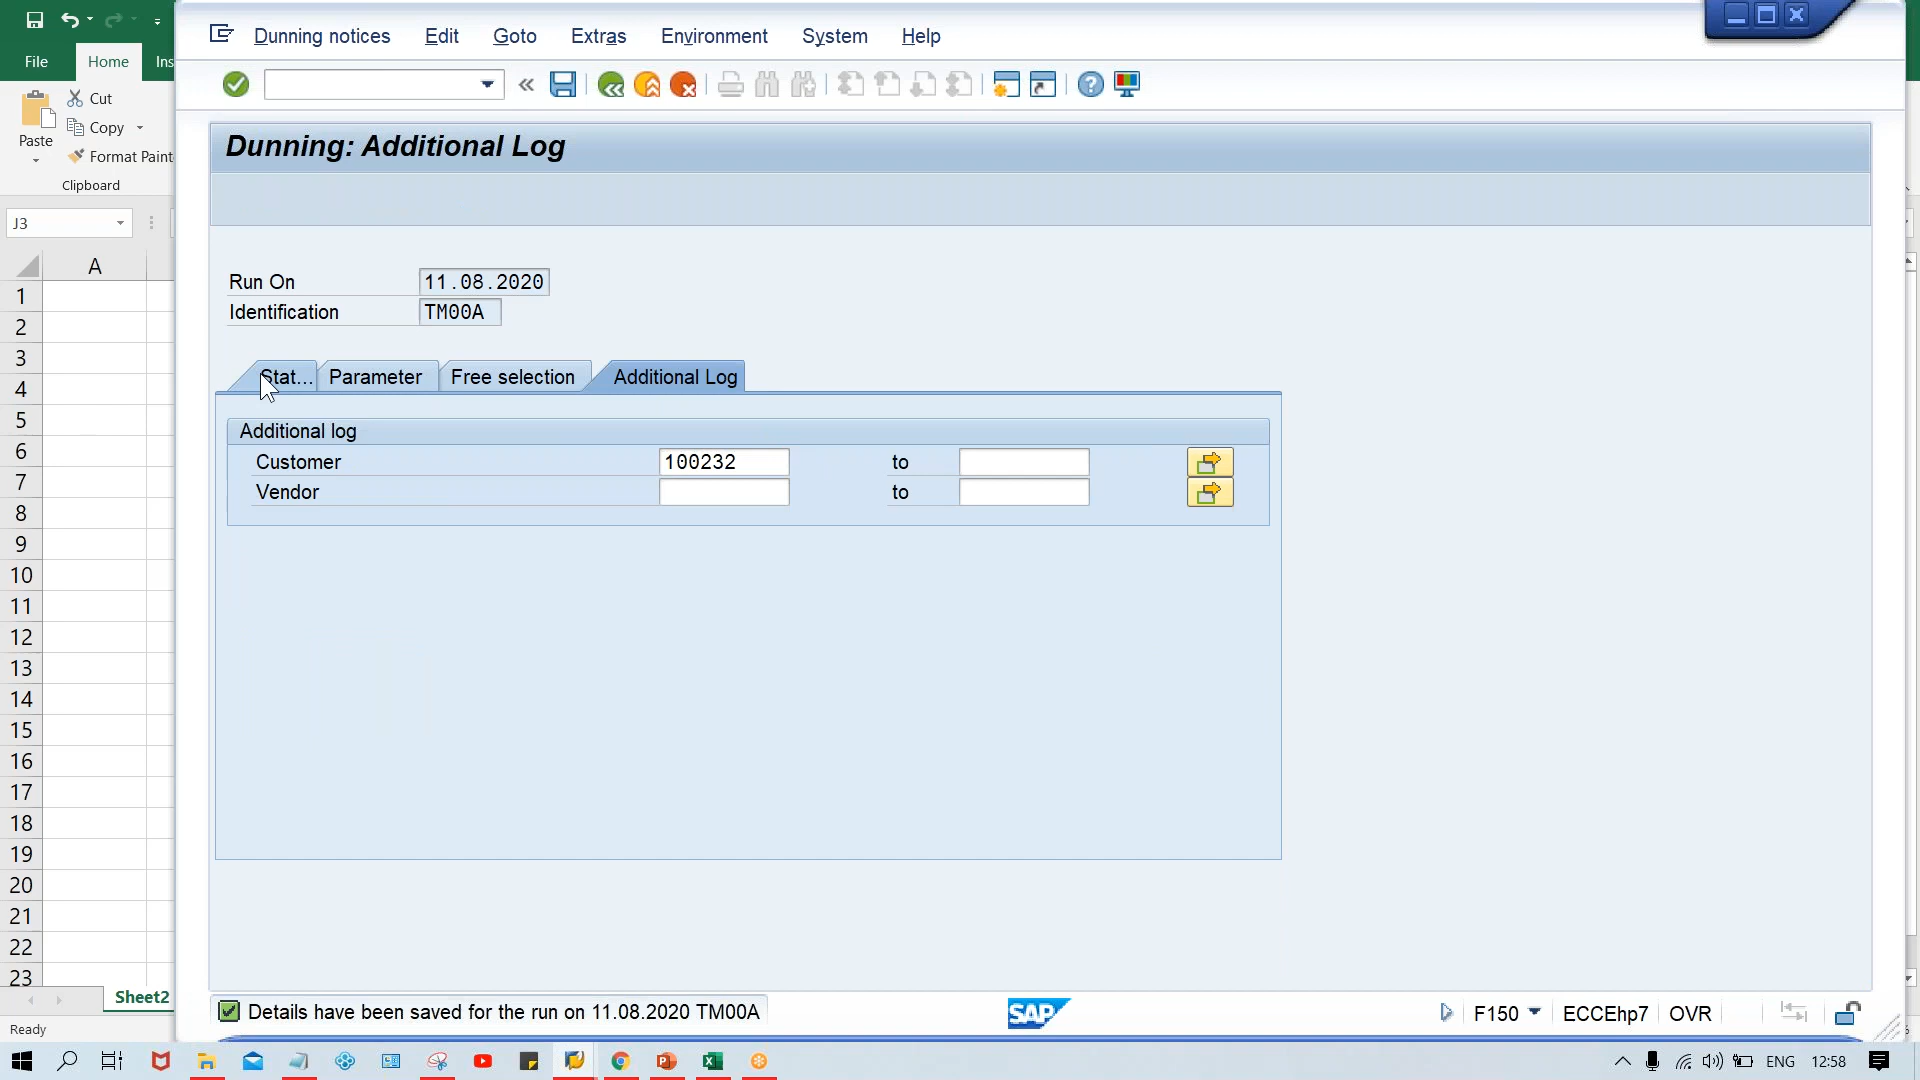 File
Home
Ins
Cut
Copy
Paste
Format Paint
Clipboard
J3
A
1
2
3
4
5
6
7
8
9
10
11
12
13
14
15
16
17
18
19
20
21
22
23
Sheet2
Ready
Dunning notices Edit Goto Extras Environment System Help
Dunning: Additional Log
Run On 11.08.2020
Identification TM00A
Stat... Parameter Free selection Additional Log
Additional log
Customer 100232 to
Vendor to
Details have been saved for the run on 11.08.2020 TM00A
SAP
F150 ECCEhp7 OVR
ENG 12:58